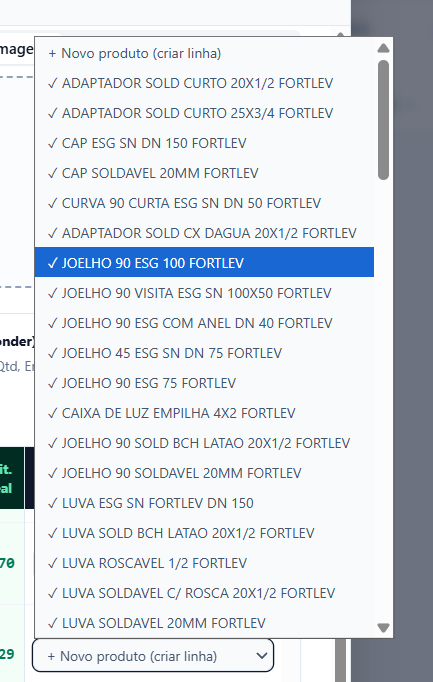 mage
+ Novo produto (criar linha)
✓ ADAPTADOR SOLD CURTO 20X1/2 FORTLEV
✓ ADAPTADOR SOLD CURTO 25X3/4 FORTLEV
✓ CAP ESG SN DN 150 FORTLEV
✓ CAP SOLDAVEL 20MM FORTLEV
✓ CURVA 90 CURTA ESG SN DN 50 FORTLEV
✓ ADAPTADOR SOLD CX DAGUA 20X1/2 FORTLEV
✓ JOELHO 90 ESG 100 FORTLEV
✓ JOELHO 90 VISITA ESG SN 100X50 FORTLEV
✓ JOELHO 90 ESG COM ANEL DN 40 FORTLEV
onder)
✓ JOELHO 45 ESG SN DN 75 FORTLEV
Qtd, En
✓ JOELHO 90 ESG 75 FORTLEV
✓ CAIXA DE LUZ EMPILHA 4X2 FORTLEV
✓ JOELHO 90 SOLD BCH LATAO 20X1/2 FORTLEV
it.
✓ JOELHO 90 SOLDAVEL 20MM FORTLEV
al
✓ LUVA ESG SN FORTLEV DN 150
✓ LUVA SOLD BCH LATAO 20X1/2 FORTLEV
70
✓ LUVA ROSCAVEL 1/2 FORTLEV
✓ LUVA SOLDAVEL C/ ROSCA 20X1/2 FORTLEV
✓ LUVA SOLDAVEL 20MM FORTLEV
29
+ Novo produto (criar linha)